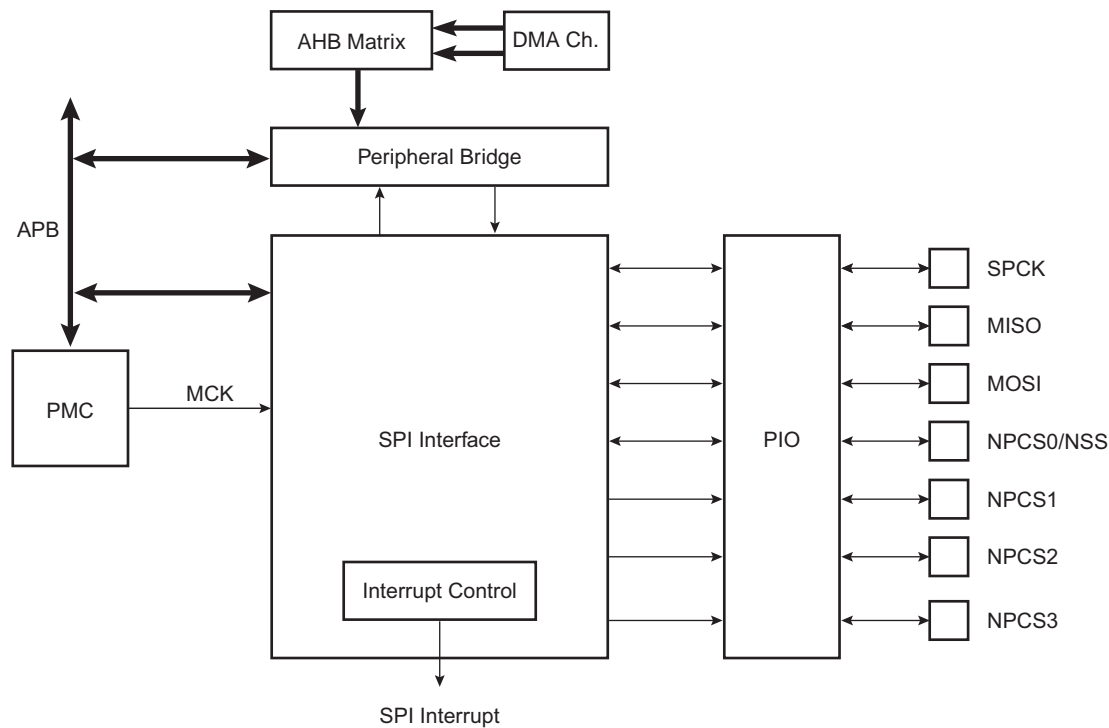 AHB Matrix
DMA Ch.
Peripheral Bridge
APB
SPCK
MISO
MOSI
MCK
PMC
SPI Interface
PIO
NPCS0/NSS
NPCS1
NPCS2
Interrupt Control
NPCS3
SPI Interrupt